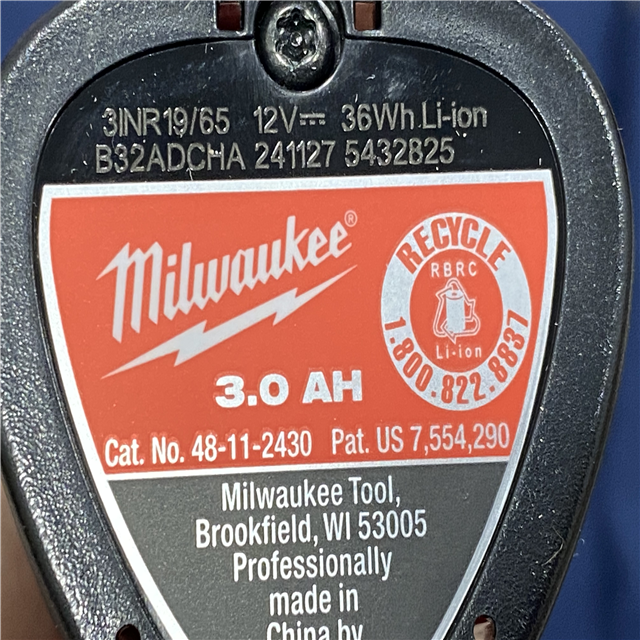 3INR19/65 12V⎓ 36Wh Li-ion
B32ADCHA 241127 5432825
Milwaukee®
RECYCLE
RBRC
Li-ion
1.800.822.8837
3.0 AH
Cat. No. 48-11-2430 Pat. US 7,554,290
Milwaukee Tool,
Brookfield, WI 53005
Professionally
made in
China by